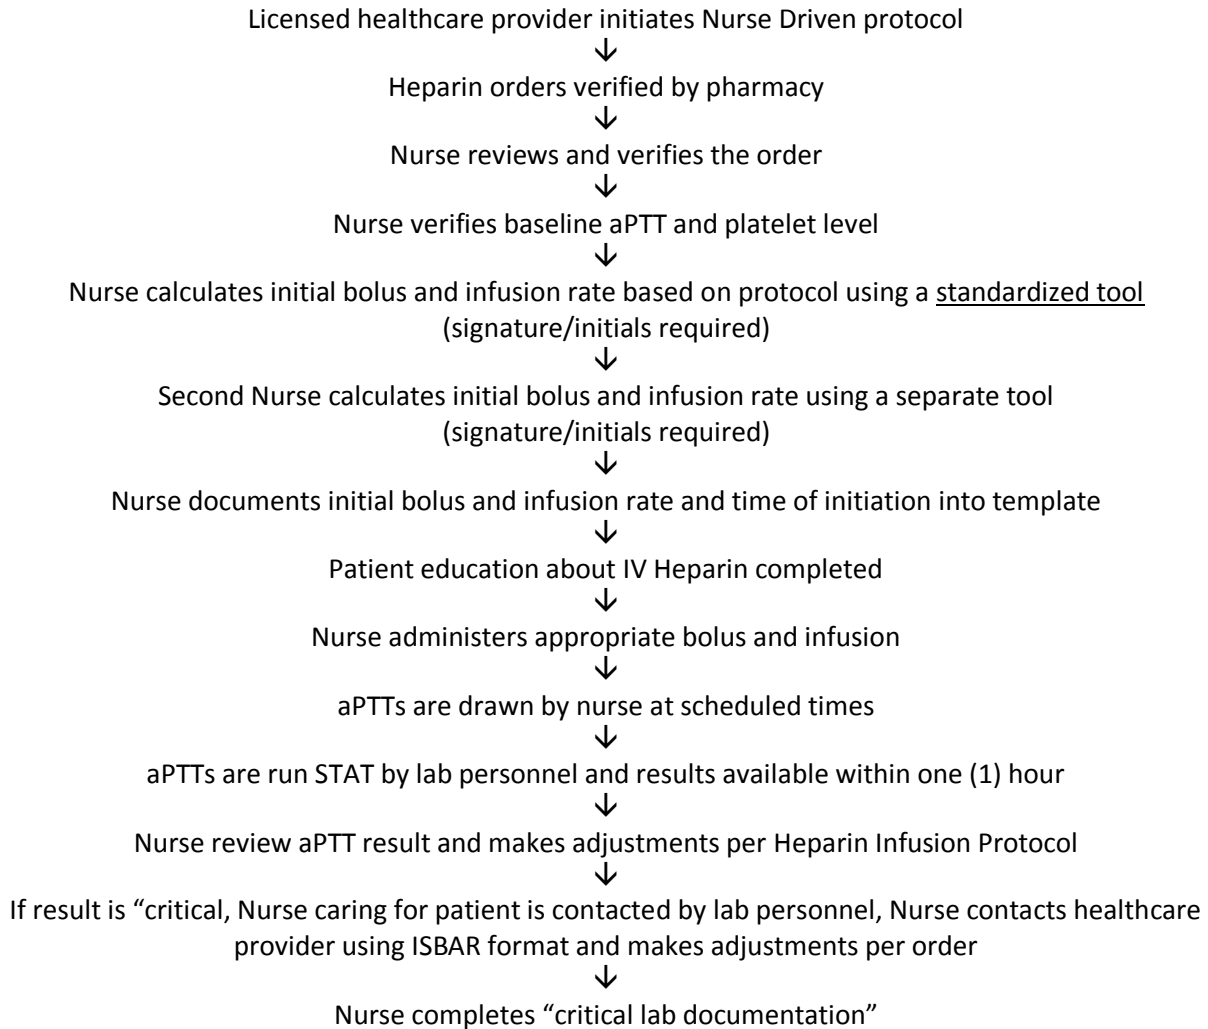 Licensed healthcare provider initiates Nurse Driven protocol
↓
Heparin orders verified by pharmacy
↓
Nurse reviews and verifies the order
↓
Nurse verifies baseline aPTT and platelet level
↓
Nurse calculates initial bolus and infusion rate based on protocol using a standardized tool
(signature/initials required)
↓
Second Nurse calculates initial bolus and infusion rate using a separate tool
(signature/initials required)
↓
Nurse documents initial bolus and infusion rate and time of initiation into template
↓
Patient education about IV Heparin completed
↓
Nurse administers appropriate bolus and infusion
↓
aPTTs are drawn by nurse at scheduled times
↓
aPTTs are run STAT by lab personnel and results available within one (1) hour
↓
Nurse review aPTT result and makes adjustments per Heparin Infusion Protocol
↓
If result is “critical, Nurse caring for patient is contacted by lab personnel, Nurse contacts healthcare
provider using ISBAR format and makes adjustments per order
↓
Nurse completes “critical lab documentation”